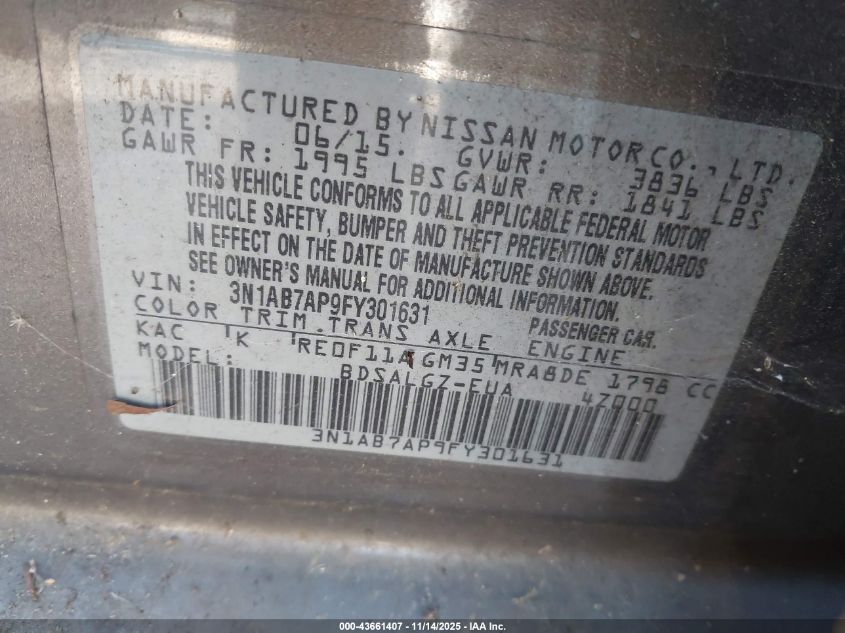 MANUFACTURED BY NISSAN MOTOR CO., LTD.
DATE: 06/15. GVWR: 3836 LBS
GAWR FR: 1995 LBS GAWR RR: 1841 LBS
THIS VEHICLE CONFORMS TO ALL APPLICABLE FEDERAL MOTOR
VEHICLE SAFETY, BUMPER AND THEFT PREVENTION STANDARDS
IN EFFECT ON THE DATE OF MANUFACTURE SHOWN ABOVE.
SEE OWNER'S MANUAL FOR ADDITIONAL INFORMATION.
VIN: 3N1AB7AP9FY301631 PASSENGER CAR.
COLOR TRIM TRANS AXLE ENGINE
KAC K RE0F11A GM35 MRA8DE 1798 CC
MODEL: BDSALGZ-EUA 4Z000
3N1AB7AP9FY301631
000-43661407 - 11/14/2025 - IAA Inc.